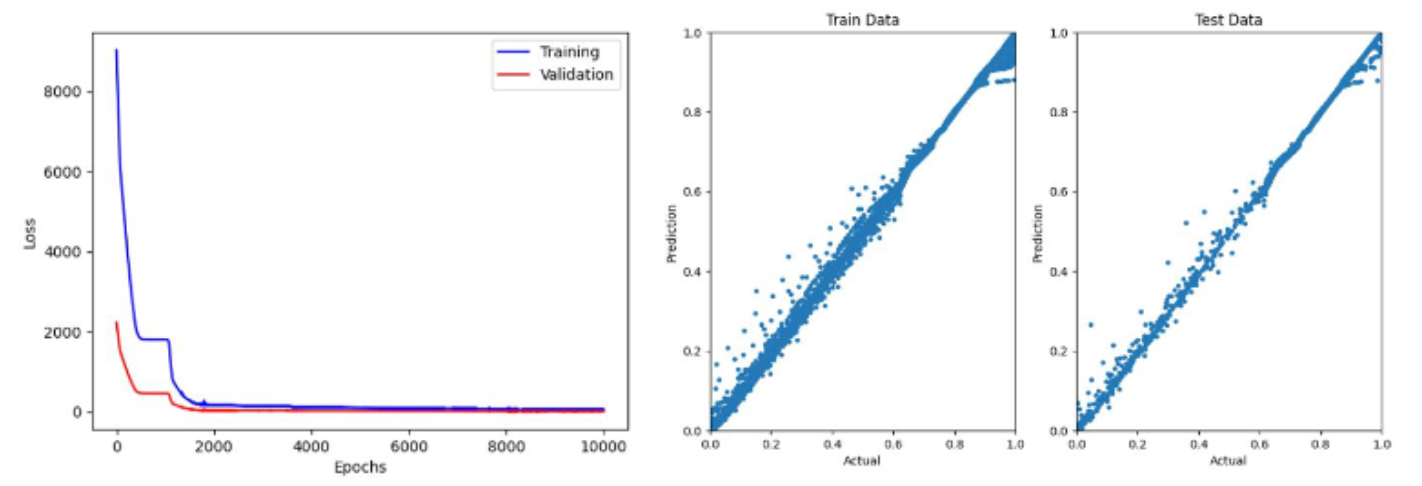 Training
Validation
8000
6000
4000
2000
0
Loss
0 2000 4000 6000 8000 10000
Epochs
Train Data
1.0
0.8
0.6
0.4
0.2
0.0
Prediction
0.0 0.2 0.4 0.6 0.8 1.0
Actual
Test Data
1.0
0.8
0.6
0.4
0.2
0.0
Prediction
0.0 0.2 0.4 0.6 0.8 1.0
Actual